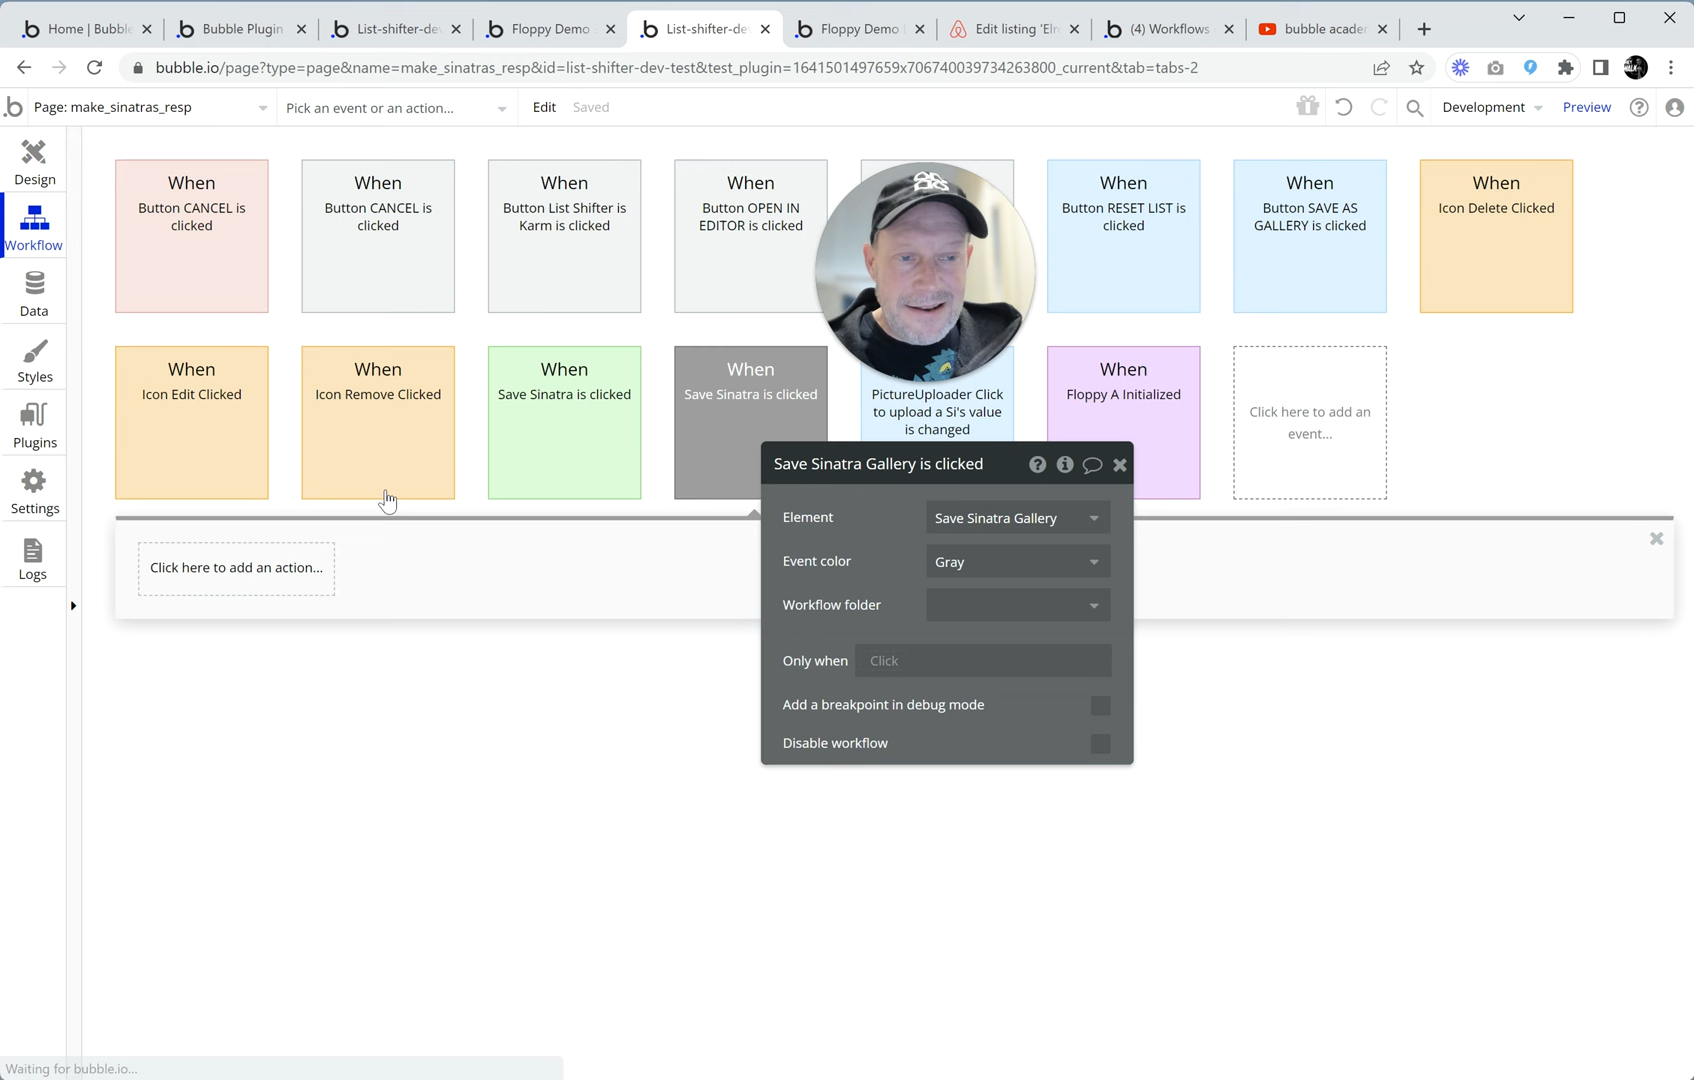 Home | Bubble
Bubble Plugin
List-shifter-de
Floppy Demo
List-shifter-de
Floppy Demo
Edit listing 'Elr
(4) Workflows
bubble acade
bubble.io/page?type=page&name=make_sinatras_resp&id=list-shifter-dev-test&test_plugin=1641501497659x706740039734263800_current&tab=tabs-2
Page: make_sinatras_resp
Pick an event or an action...
Edit
Saved
Development
Preview
Design
Workflow
Data
Styles
Plugins
Settings
Logs
When
Button CANCEL is
clicked
When
Button CANCEL is
clicked
When
Button List Shifter is
Karm is clicked
When
Button OPEN IN
EDITOR is clicked
When
Button RESET LIST is
clicked
When
Button SAVE AS
GALLERY is clicked
When
Icon Delete Clicked
When
Icon Edit Clicked
When
Icon Remove Clicked
When
Save Sinatra is clicked
When
Save Sinatra is clicked
PictureUploader Click
to upload a Si's value
is changed
When
Floppy A Initialized
Click here to add an
event...
Click here to add an action...
Save Sinatra Gallery is clicked
Element
Save Sinatra Gallery
Event color
Gray
Workflow folder
Only when
Click
Add a breakpoint in debug mode
Disable workflow
Waiting for bubble.io...